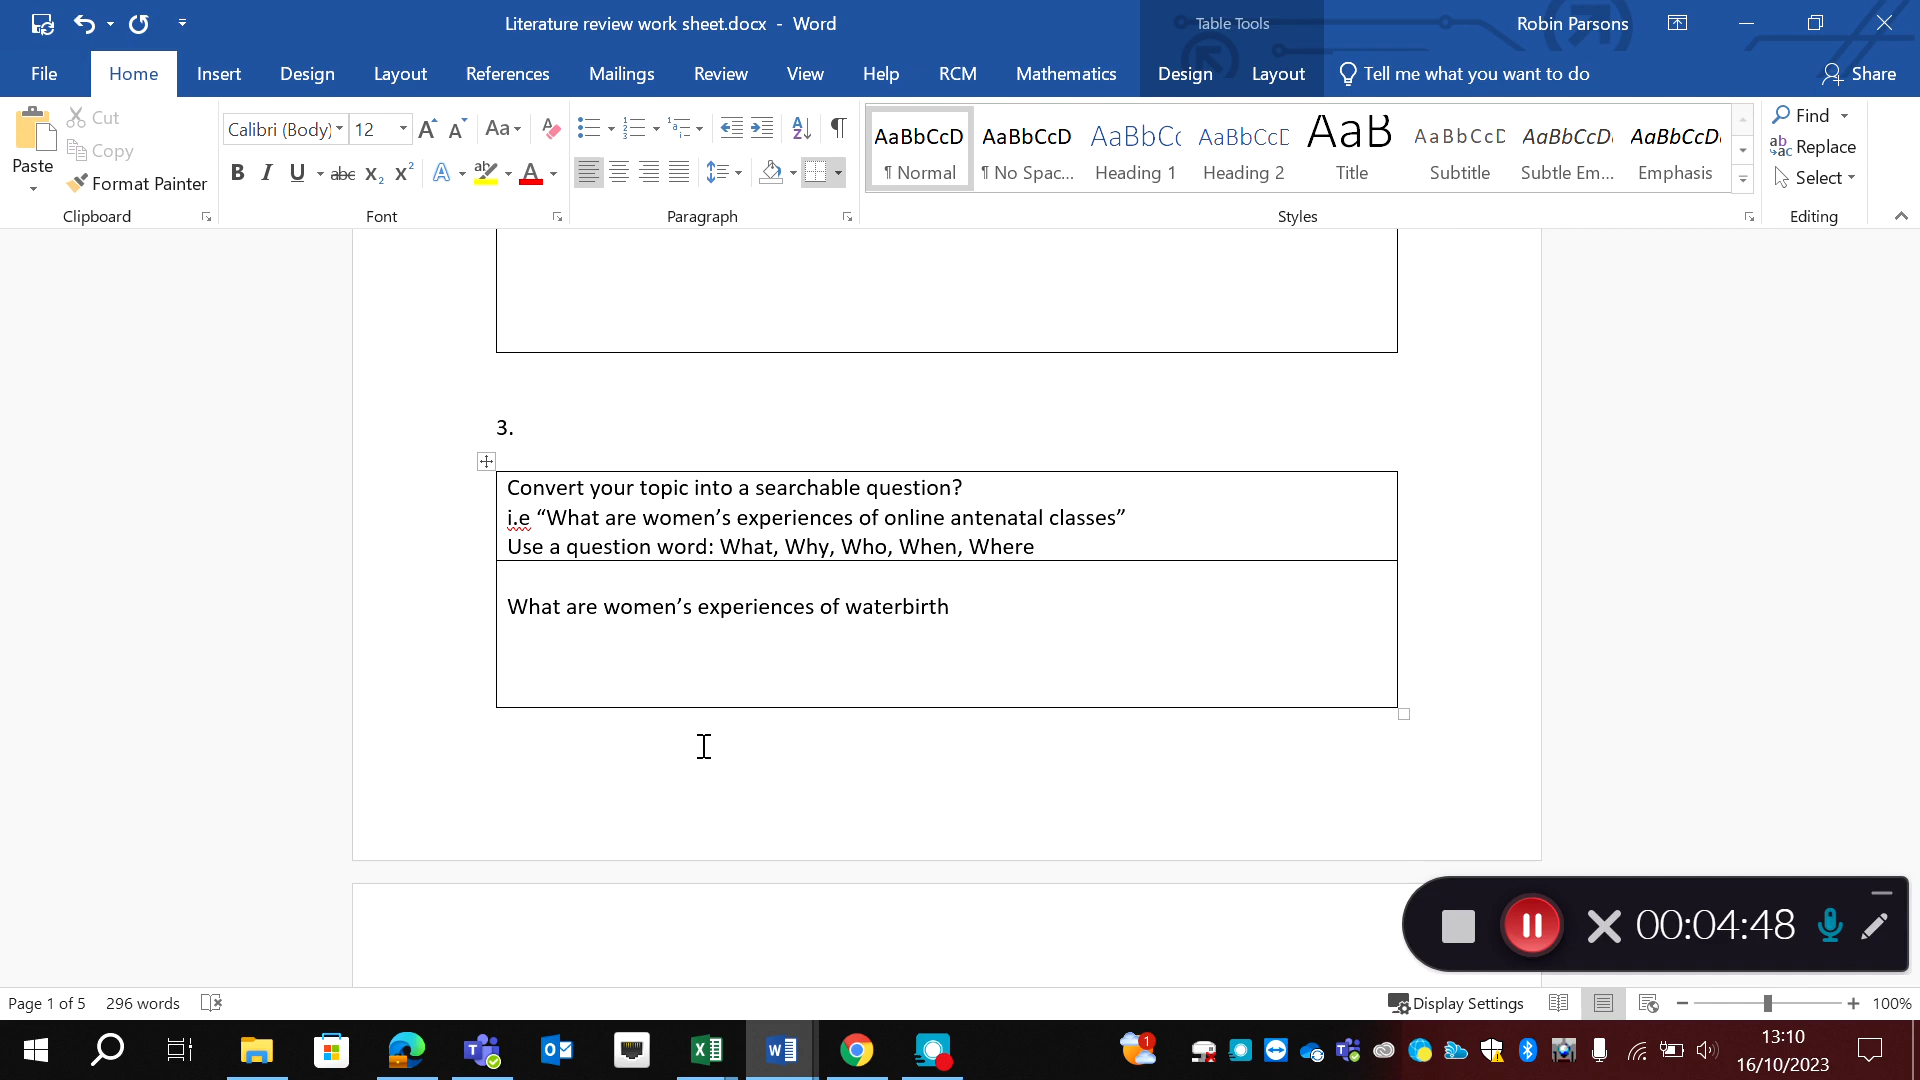 Literature review work sheet.docx - Word
Table Tools
Robin Parsons
File Home Insert Design Layout References Mailings Review View Help RCM Mathematics Design Layout Tell me what you want to do Share
Paste
Cut
Copy
Format Painter
Clipboard
Calibri (Body) 12
Font
Paragraph
AaBbCcD AaBbCcD AaBbCc AaBbCcD AaB AaBbCcD AaBbCcD AaBbCcD
¶ Normal ¶ No Spac... Heading 1 Heading 2 Title Subtitle Subtle Em... Emphasis
Styles
Find
Replace
Select
Editing
3.
Convert your topic into a searchable question?
i.e “What are women’s experiences of online antenatal classes”
Use a question word: What, Why, Who, When, Where
What are women’s experiences of waterbirth
00:04:48
Page 1 of 5 296 words
Display Settings
100%
1
13:10
16/10/2023